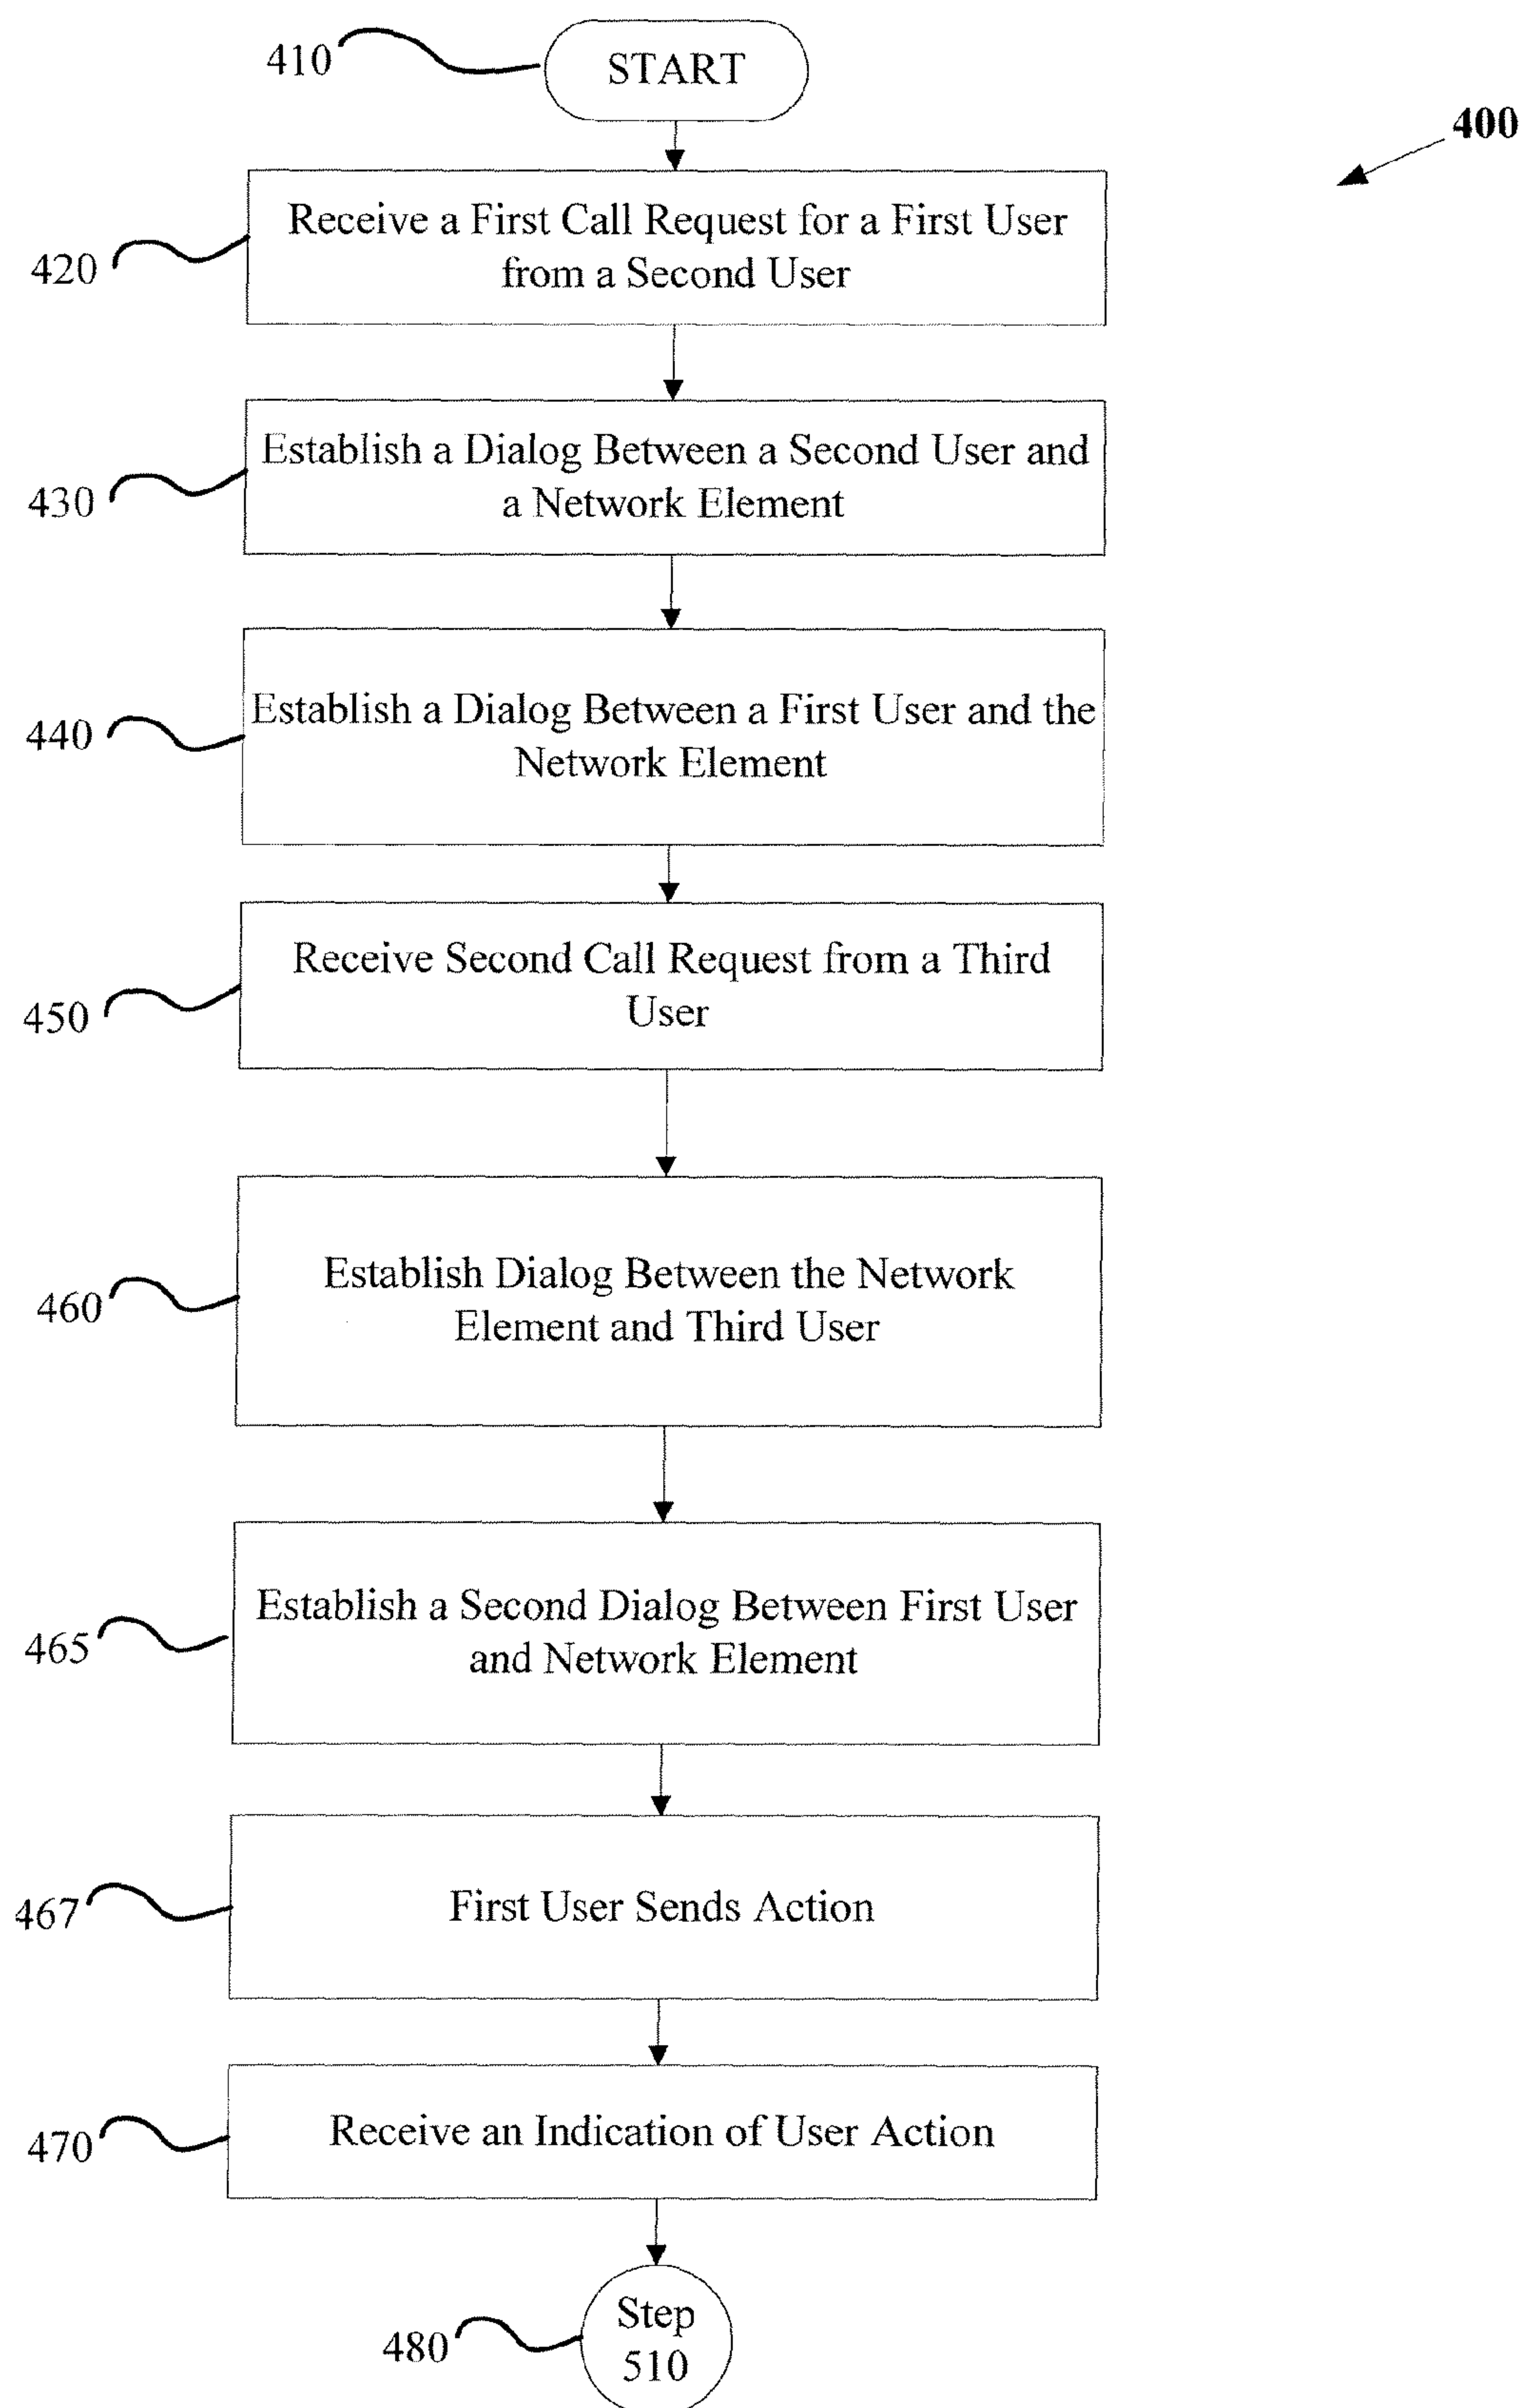 410
START
400
Receive a First Call Request for a First User
from a Second User
420
Establish a Dialog Between a Second User and
a Network Element
430
Establish a Dialog Between a First User and the
Network Element
440
Receive Second Call Request from a Third
User
450
Establish Dialog Between the Network
Element and Third User
460
Establish a Second Dialog Between First User
and Network Element
465
First User Sends Action
467
Receive an Indication of User Action
470
Step
510
480